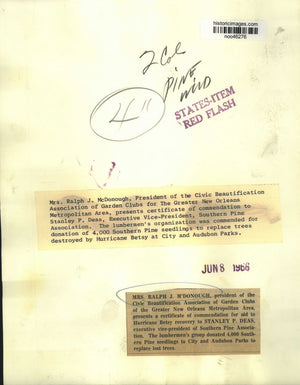 historicimages.com
noo46276
2 Col
PINE
4"
STATES-ITEM
RED FLASH
Mrs. Ralph J. McDonough, President of the Civic Beautification
Association of Garden Clubs for The Greater New Orleans
Metropolitan Area, presents certificate of commendation to
Stanley P. Deas, Executive Vice-President, Southern Pine
Association. The lumbermen's organization was commended for
donation of 4,000 Southern Pine seedlings to replace trees
destroyed by Hurricane Betsy at City and Audubon Parks.
JUN 8 1966
MRS. RALPH J. M'DONOUGH, president of the
Civic Beautification Association of Garden Clubs
of the Greater New Orleans Metropolitan Area,
presents a certificate of commendation for aid to
Hurricane Betsy recovery to STANLEY P. DEAS,
executive vice-president of Southern Pine Associa-
tion. The lumbermen's group donated 4,000 South-
ern Pine seedlings to City and Audubon Parks to
replace lost trees.